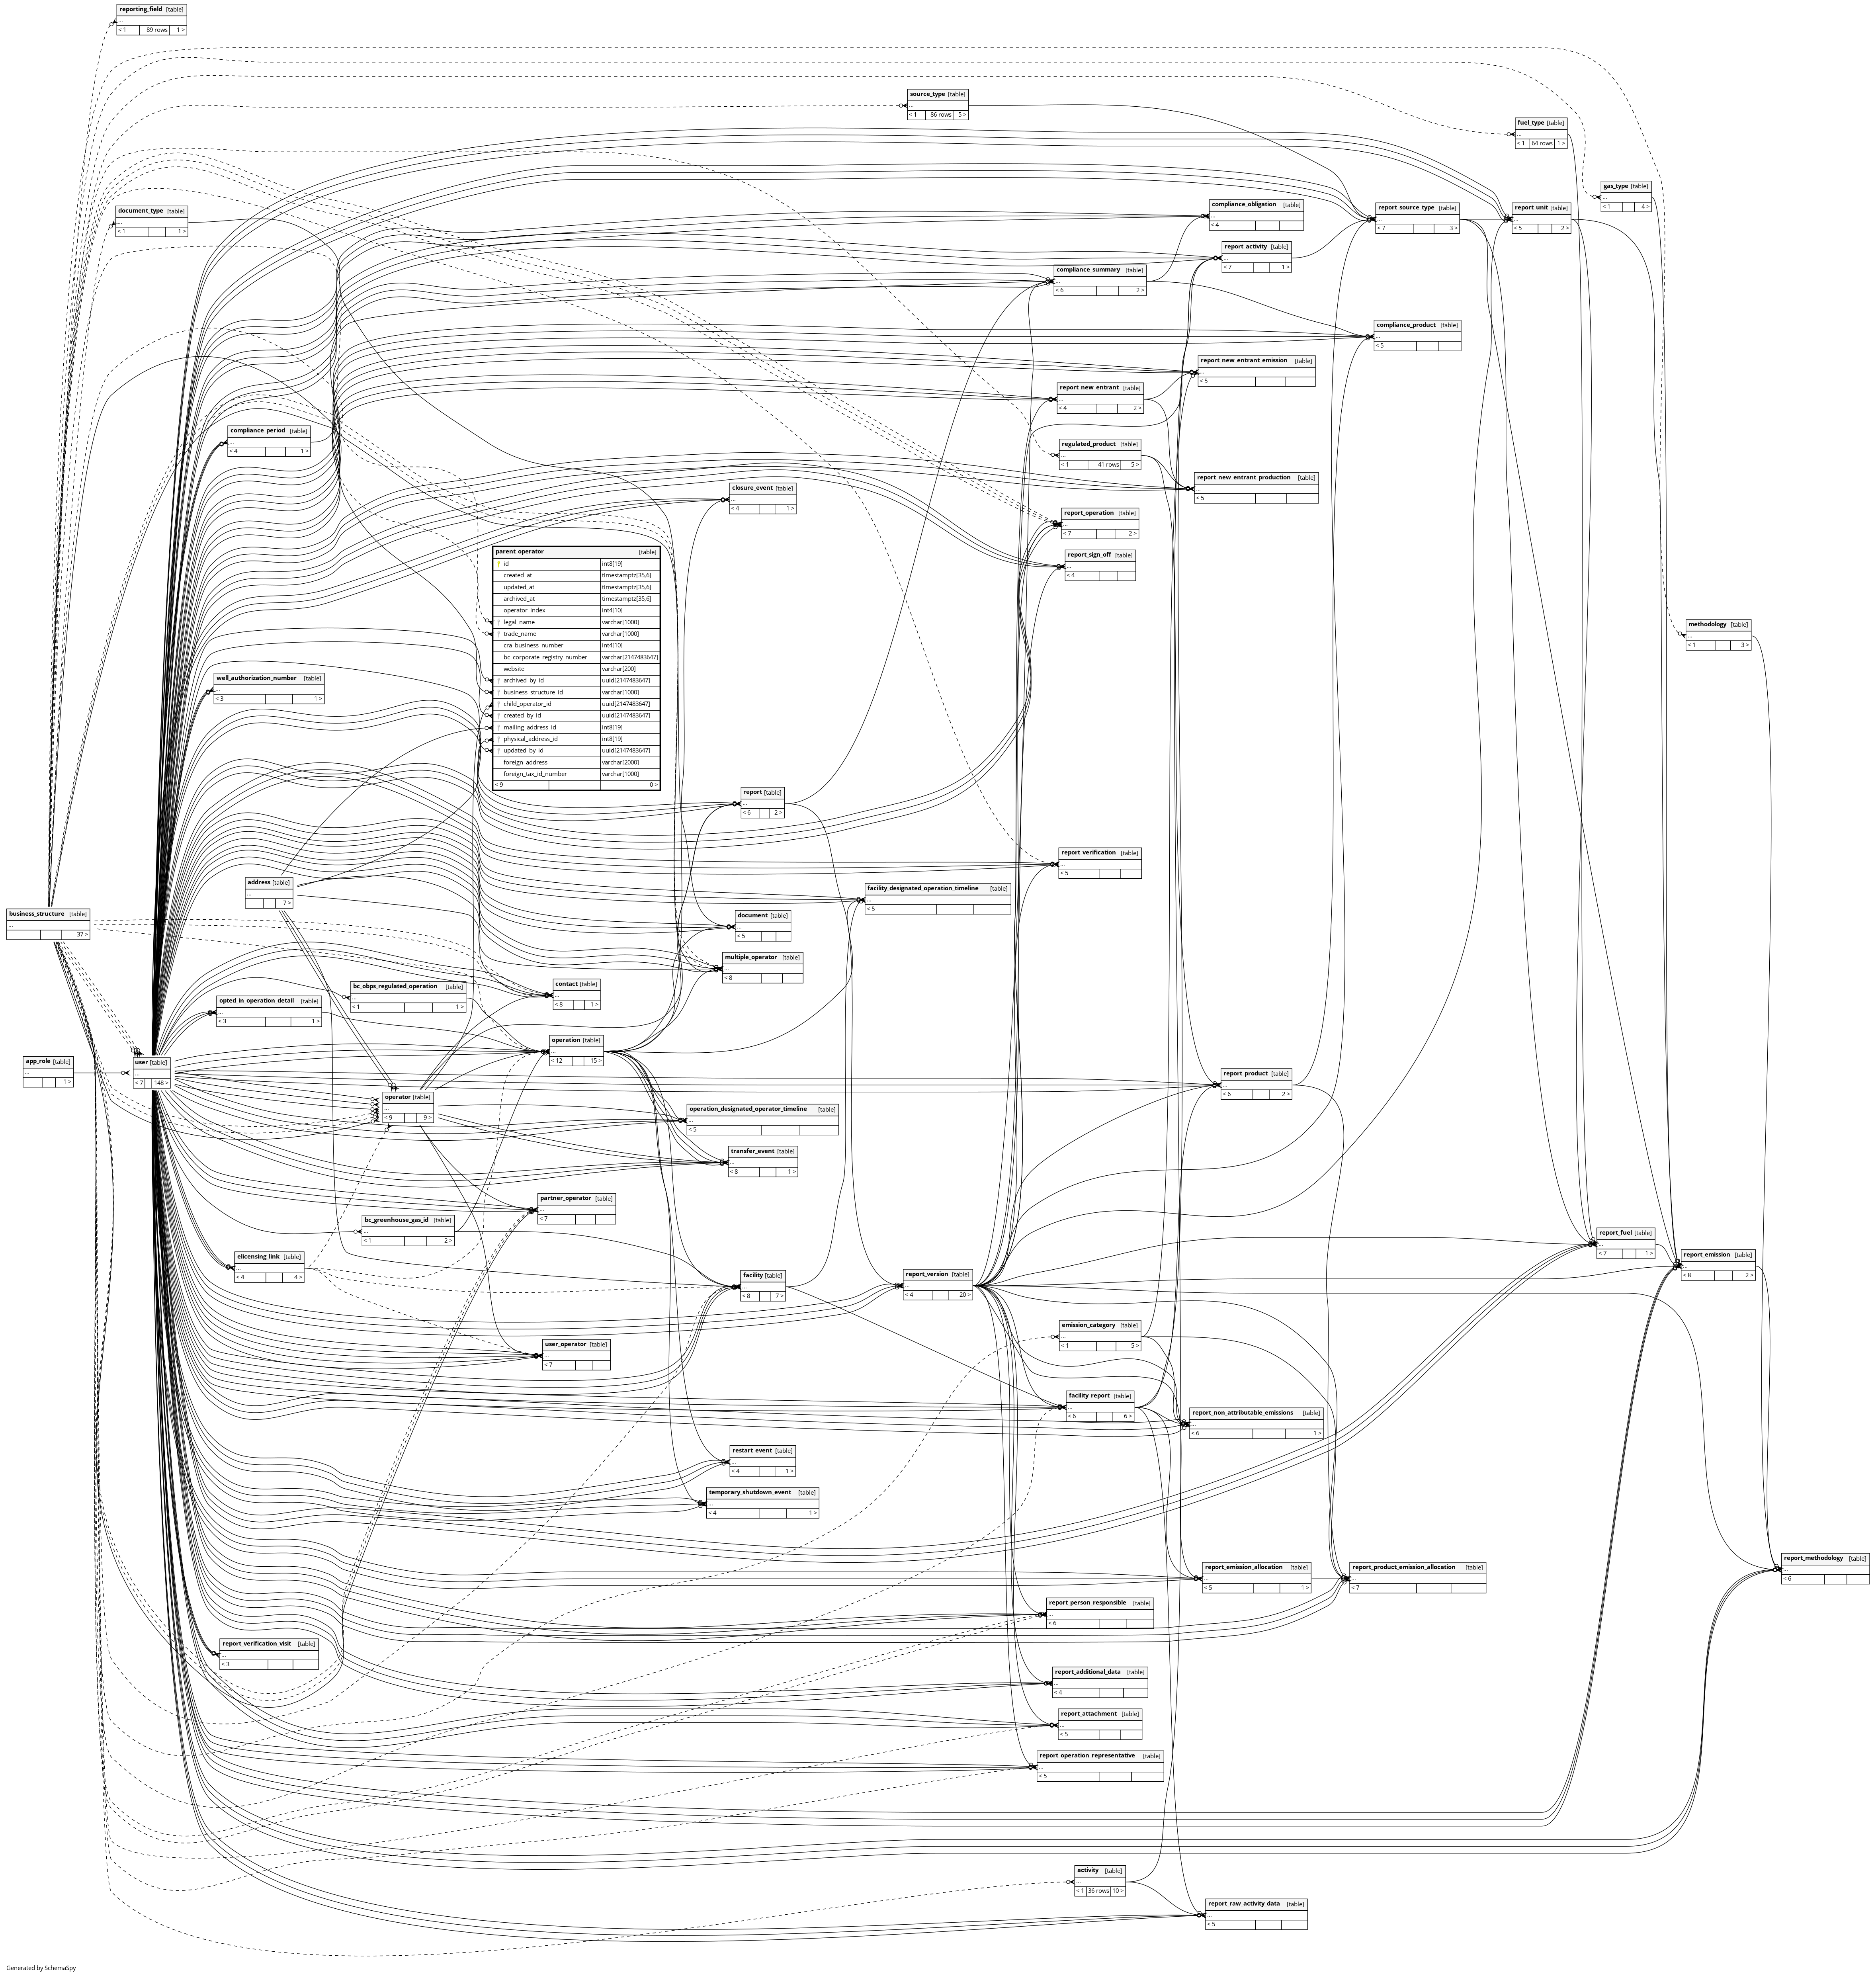 reporting_field [table]
...
< 1 89 rows 1 >
source_type [table]
...
< 1 86 rows 5 >
fuel_type [table]
...
< 1 64 rows 1 >
gas_type [table]
...
< 1 4 >
document_type [table]
...
< 1 1 >
compliance_obligation [table]
...
< 4
report_source_type [table]
...
< 7 3 >
report_unit [table]
...
< 5 2 >
report_activity [table]
...
< 7 1 >
compliance_summary [table]
...
< 6 2 >
compliance_product [table]
...
< 5
report_new_entrant_emission [table]
...
< 5
report_new_entrant [table]
...
< 4 2 >
compliance_period [table]
...
< 4 1 >
regulated_product [table]
...
< 1 41 rows 5 >
report_new_entrant_production [table]
...
< 5
closure_event [table]
...
< 4 1 >
report_operation [table]
...
< 7 2 >
report_sign_off [table]
...
< 4
parent_operator [table]
id int8[19]
created_at timestamptz[35,6]
updated_at timestamptz[35,6]
archived_at timestamptz[35,6]
operator_index int4[10]
legal_name varchar[1000]
trade_name varchar[1000]
cra_business_number int4[10]
bc_corporate_registry_number varchar[2147483647]
website varchar[200]
archived_by_id uuid[2147483647]
business_structure_id varchar[1000]
child_operator_id uuid[2147483647]
created_by_id uuid[2147483647]
mailing_address_id int8[19]
physical_address_id int8[19]
updated_by_id uuid[2147483647]
foreign_address varchar[2000]
foreign_tax_id_number varchar[1000]
< 9 0 >
methodology [table]
...
< 1 3 >
well_authorization_number [table]
...
< 3 1 >
report [table]
...
< 6 2 >
report_verification [table]
...
< 5
address [table]
...
7 >
facility_designated_operation_timeline [table]
...
< 5
business_structure [table]
...
37 >
document [table]
...
< 5
multiple_operator [table]
...
< 8
contact [table]
...
< 8 1 >
bc_obps_regulated_operation [table]
...
< 1 1 >
opted_in_operation_detail [table]
...
< 3 1 >
operation [table]
...
< 12 15 >
app_role [table]
...
1 >
user [table]
...
< 7 148 >
report_product [table]
...
< 6 2 >
operator [table]
...
< 9 9 >
operation_designated_operator_timeline [table]
...
< 5
transfer_event [table]
...
< 8 1 >
partner_operator [table]
...
< 7
bc_greenhouse_gas_id [table]
...
< 1 2 >
report_fuel [table]
...
< 7 1 >
elicensing_link [table]
...
< 4 4 >
report_emission [table]
...
< 8 2 >
facility [table]
...
< 8 7 >
report_version [table]
...
< 4 20 >
emission_category [table]
...
< 1 5 >
user_operator [table]
...
< 7
facility_report [table]
...
< 6 6 >
report_non_attributable_emissions [table]
...
< 6 1 >
restart_event [table]
...
< 4 1 >
temporary_shutdown_event [table]
...
< 4 1 >
report_methodology [table]
...
< 6
report_emission_allocation [table]
...
< 5 1 >
report_product_emission_allocation [table]
...
< 7
report_person_responsible [table]
...
< 6
report_verification_visit [table]
...
< 3
report_additional_data [table]
...
< 4
report_attachment [table]
...
< 5
report_operation_representative [table]
...
< 5
activity [table]
...
< 1 36 rows 10 >
report_raw_activity_data [table]
...
< 5
Generated by SchemaSpy